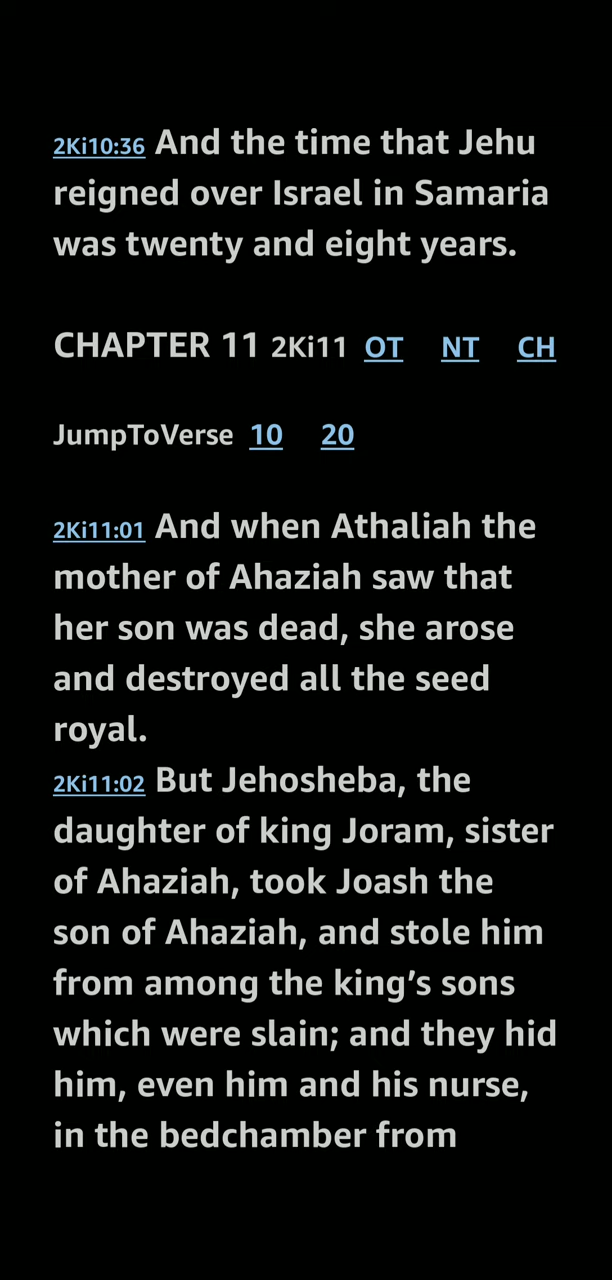 2Ki10:36 And the time that Jehu
reigned over Israel in Samaria
was twenty and eight years.
CHAPTER 11 2Ki11 OT NT CH
JumpToVerse 10 20
2Ki11:01 And when Athaliah the
mother of Ahaziah saw that
her son was dead, she arose
and destroyed all the seed
royal.
2Ki11:02 But Jehosheba, the
daughter of king Joram, sister
of Ahaziah, took Joash the
son of Ahaziah, and stole him
from among the king’s sons
which were slain; and they hid
him, even him and his nurse,
in the bedchamber from